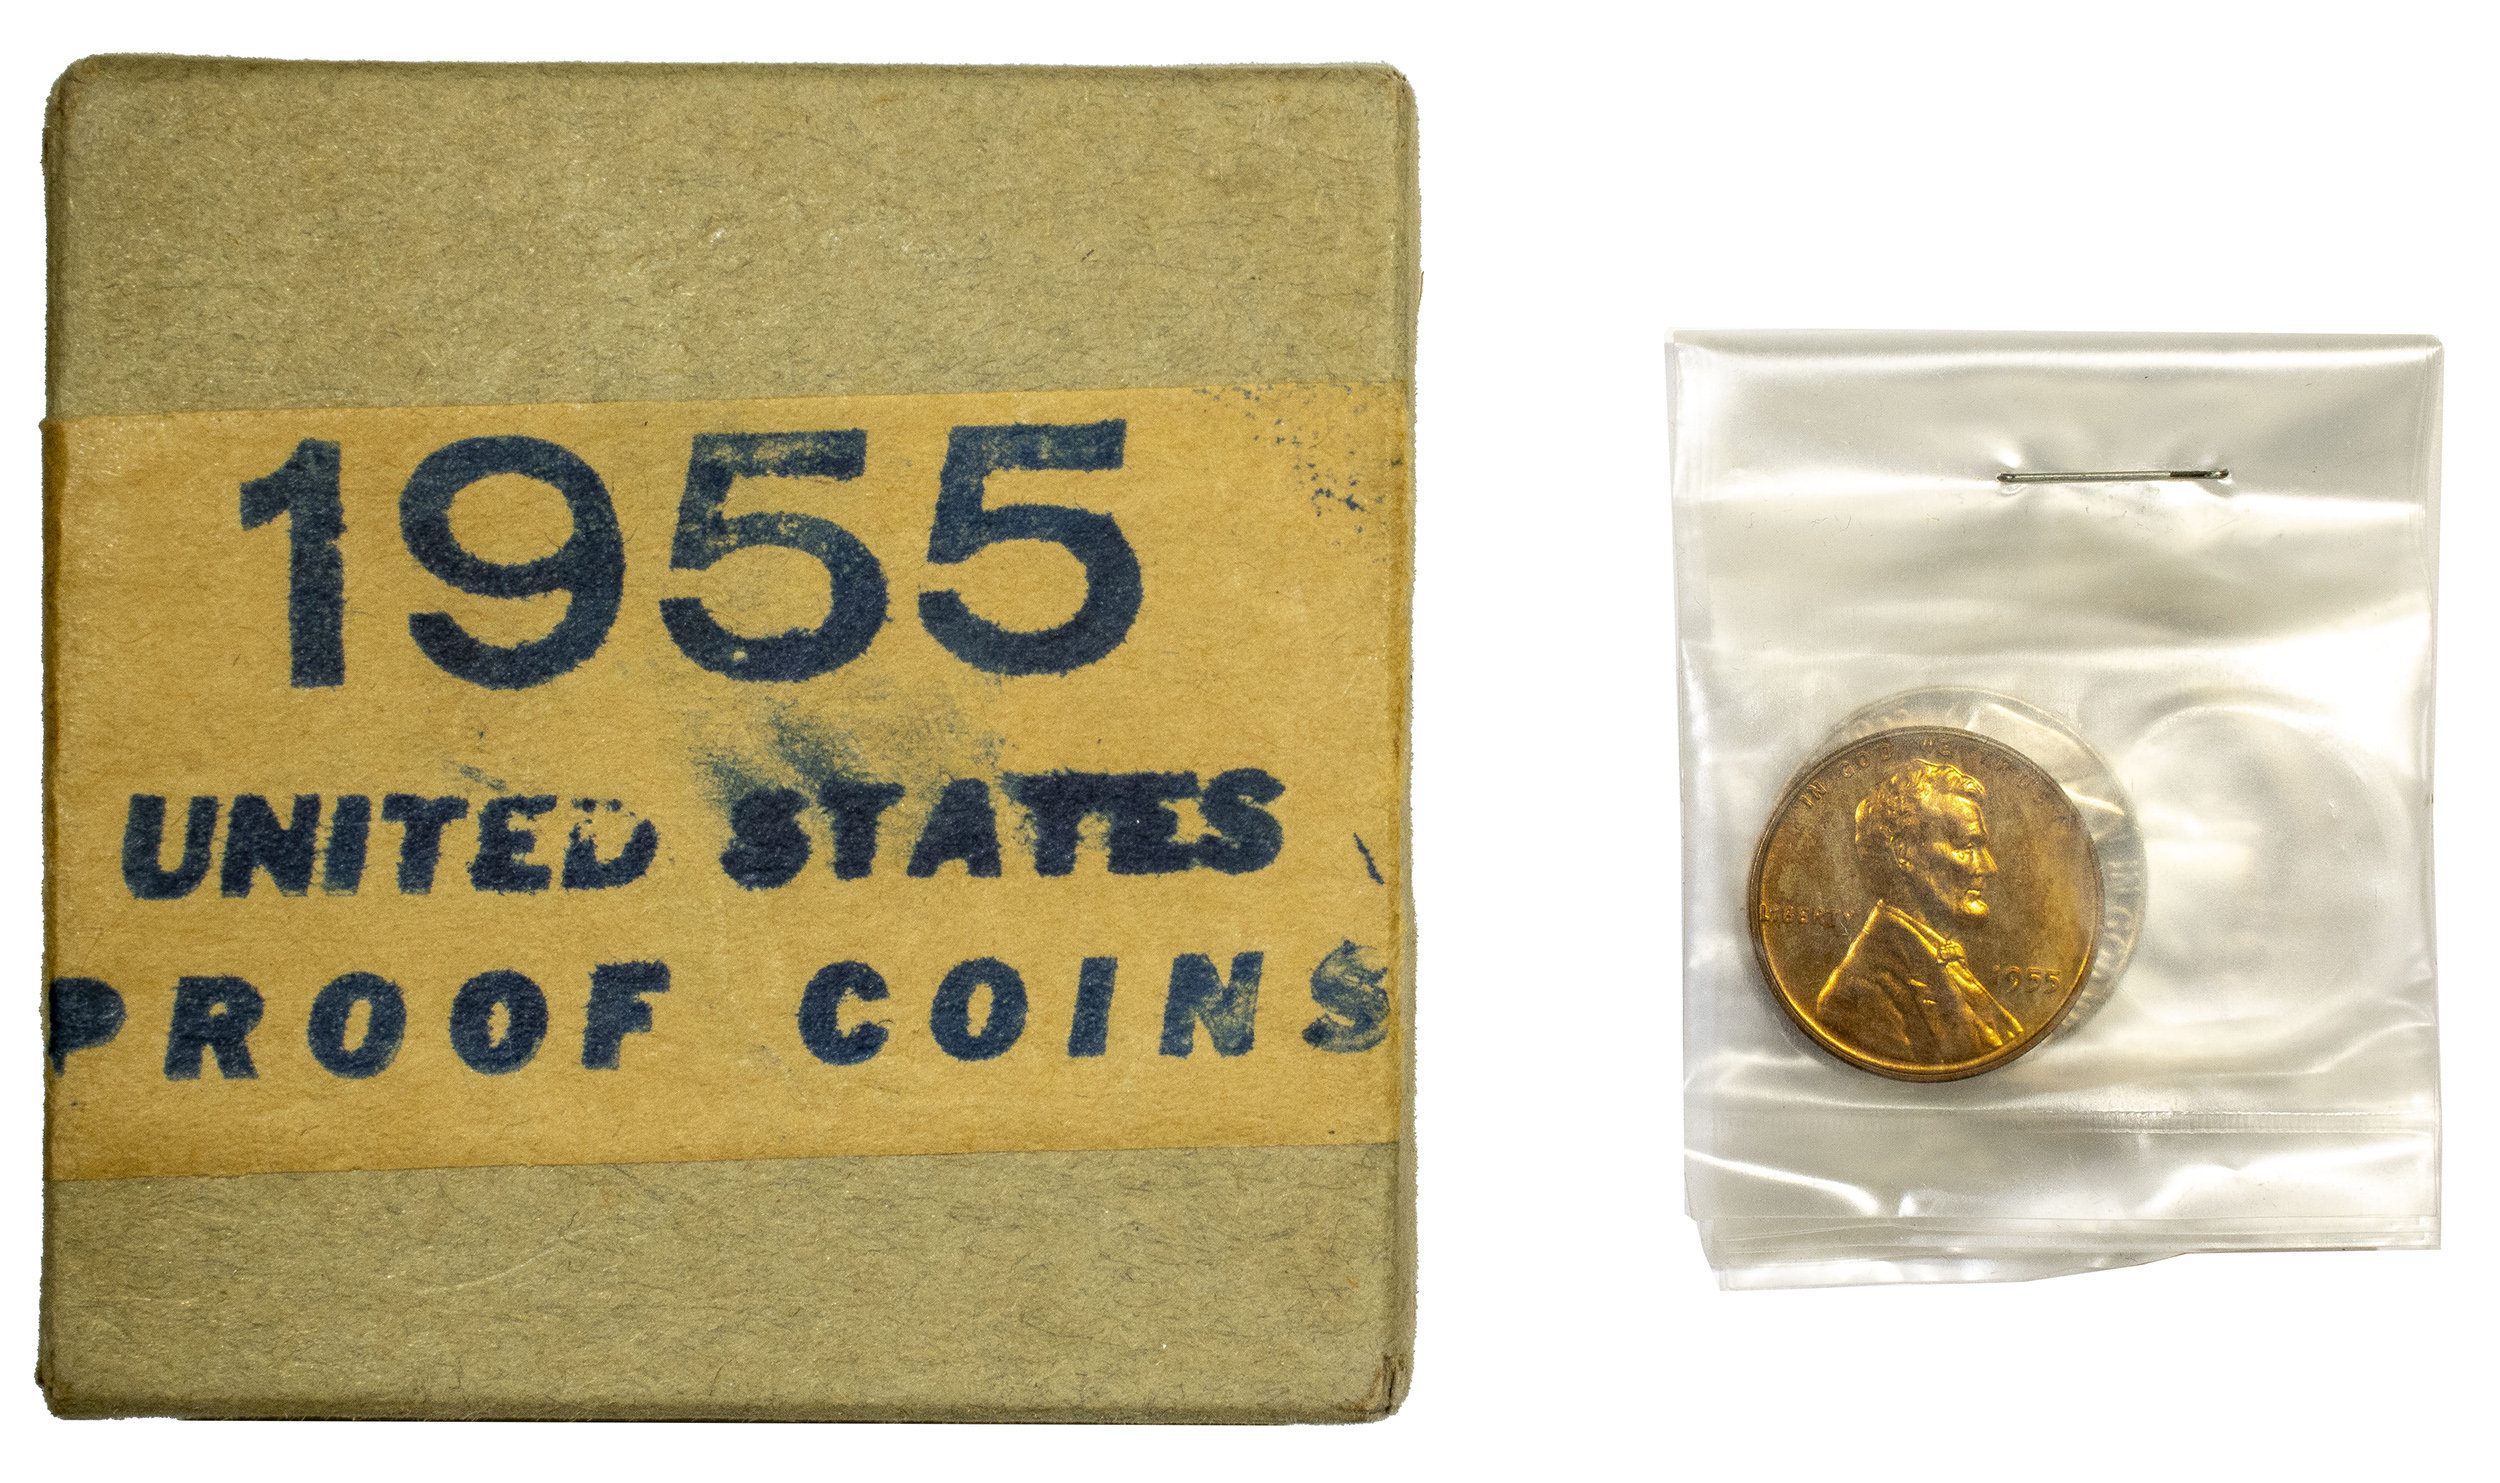 1955
UNITED STATES
PROOF COINS
IN GOD WE TRUST
LIBERTY
1955